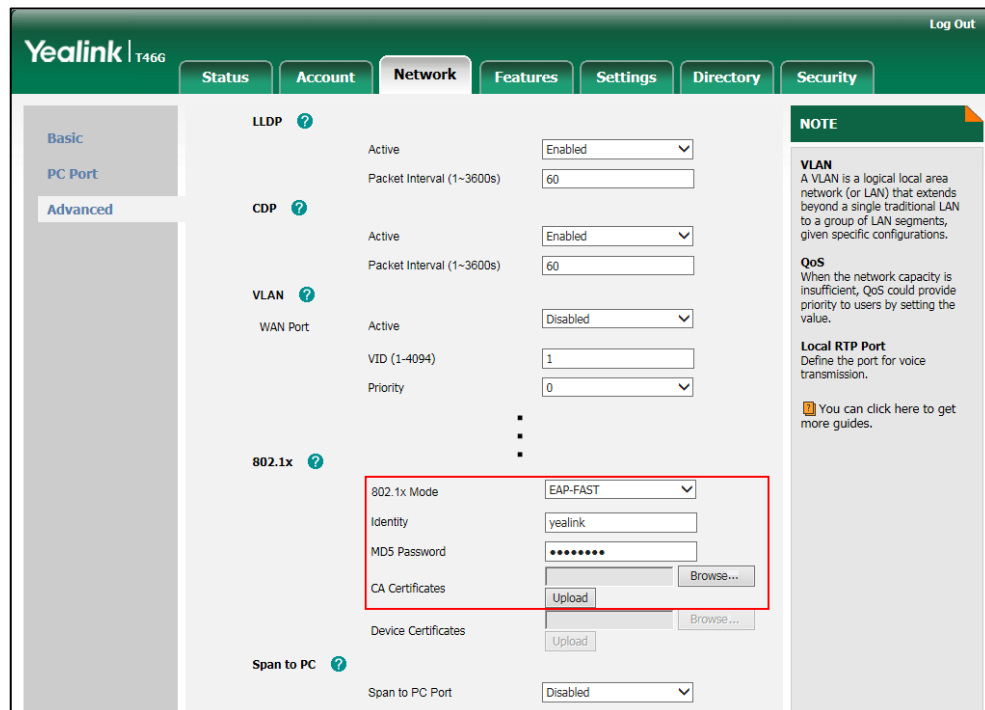 Log Out
Yealink | T46G
Status Account Network Features Settings Directory Security
Basic
PC Port
Advanced
LLDP ?
Active Enabled
Packet Interval (1~3600s) 60
CDP ?
Active Enabled
Packet Interval (1~3600s) 60
VLAN ?
WAN Port Active Disabled
VID (1-4094) 1
Priority 0
802.1x ?
802.1x Mode EAP-FAST
Identity yealink
MD5 Password ••••••••
CA Certificates Browse...
Upload
Device Certificates Browse...
Upload
Span to PC ?
Span to PC Port Disabled
NOTE
VLAN
A VLAN is a logical local area
network (or LAN) that extends
beyond a single traditional LAN
to a group of LAN segments,
given specific configurations.
QoS
When the network capacity is
insufficient, QoS could provide
priority to users by setting the
value.
Local RTP Port
Define the port for voice
transmission.
? You can click here to get
more guides.